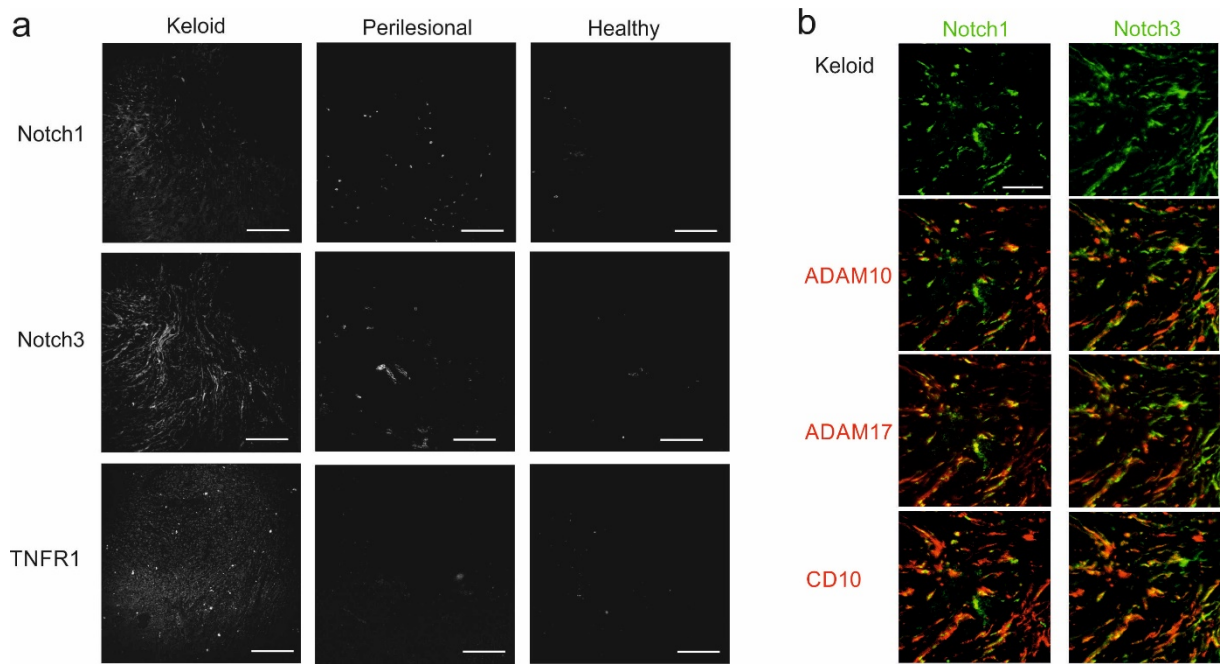 a
Keloid
Perilesional
Healthy
Notch1
Notch3
TNFR1
b
Notch1
Notch3
Keloid
ADAM10
ADAM17
CD10